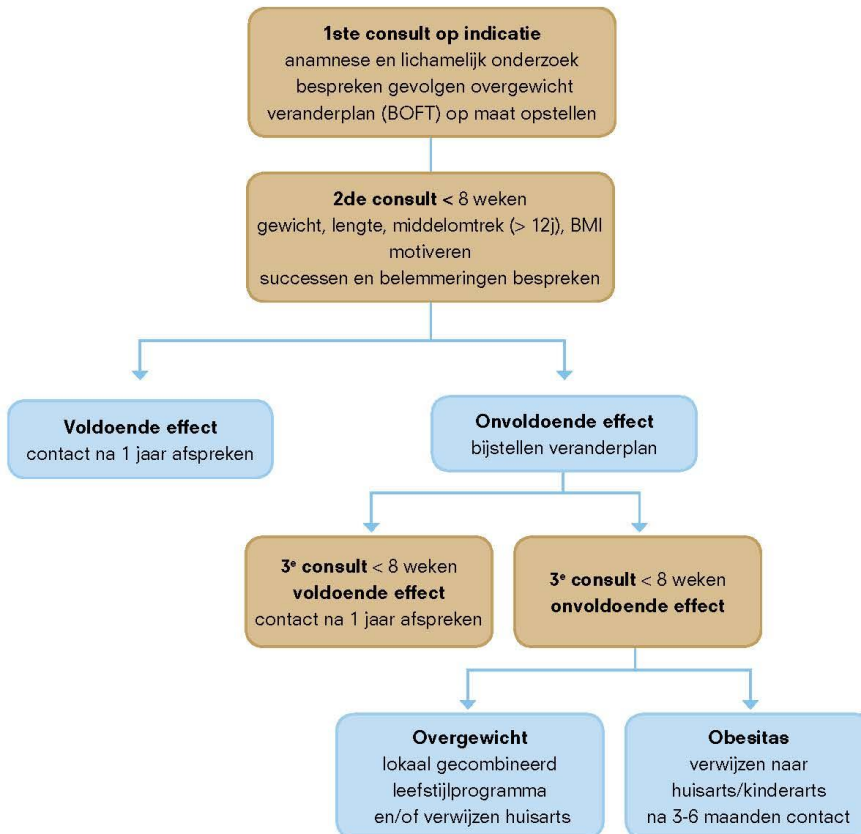 1ste consult op indicatie
anamnese en lichamelijk onderzoek
bespreken gevolgen overgewicht
veranderplan (BOFT) op maat opstellen
2de consult < 8 weken
gewicht, lengte, middelomtrek (> 12j), BMI
motiveren
successen en belemmeringen bespreken
Voldoende effect
contact na 1 jaar afspreken
Onvoldoende effect
bijstellen veranderplan
3e consult < 8 weken
voldoende effect
contact na 1 jaar afspreken
3e consult < 8 weken
onvoldoende effect
Overgewicht
lokaal gecombineerd
leefstijlprogramma
en/of verwijzen huisarts
Obesitas
verwijzen naar
huisarts/kinderarts
na 3-6 maanden contact